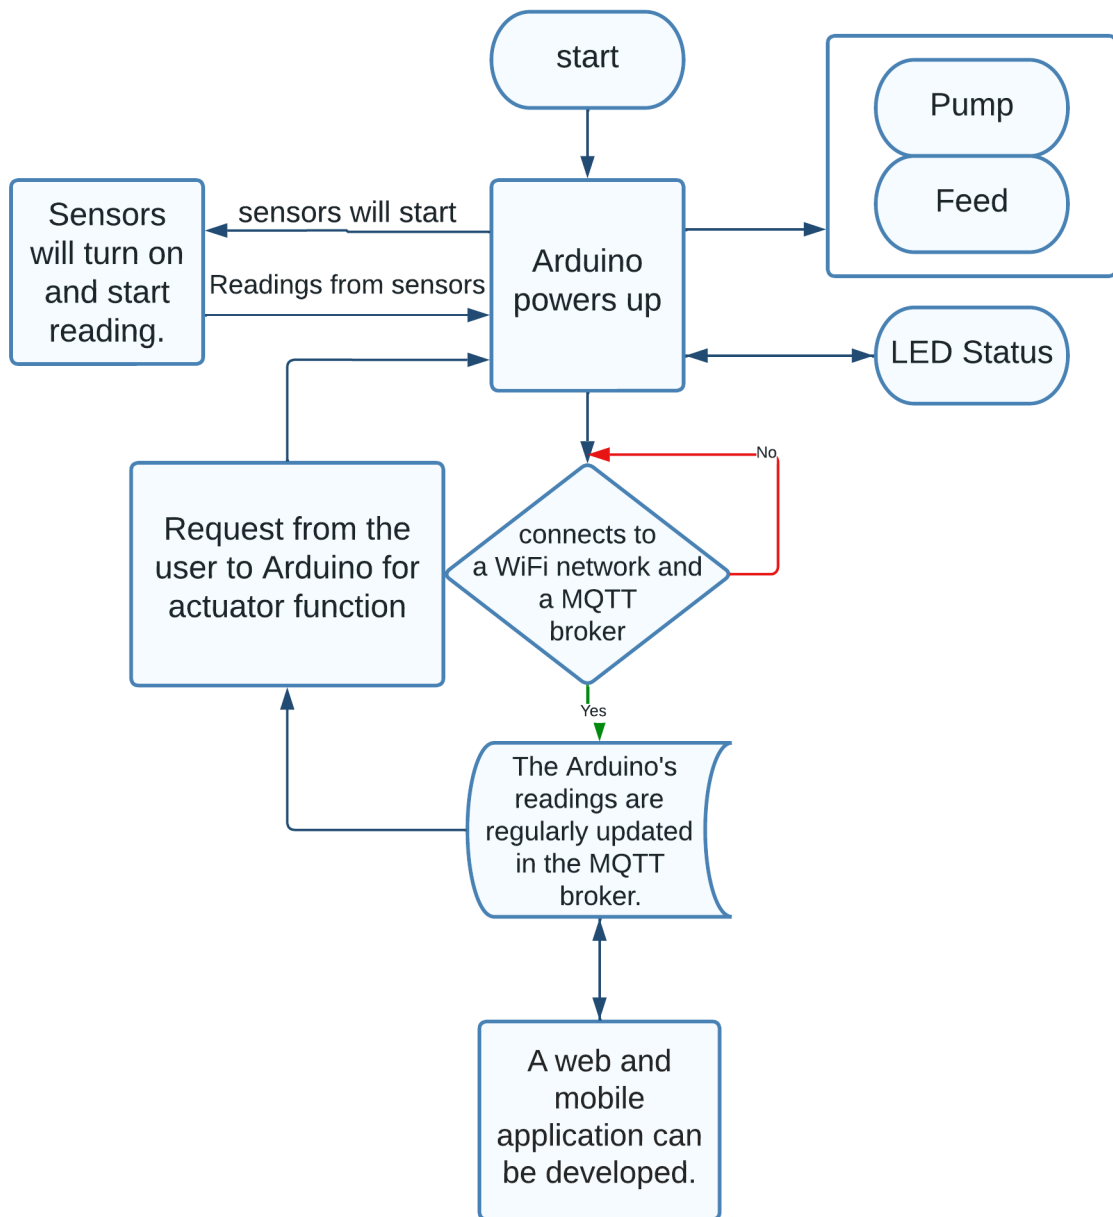 start
Pump
Feed
Sensors
will turn on
and start
reading.
sensors will start
Readings from sensors
Arduino
powers up
LED Status
No
Request from the
user to Arduino for
actuator function
connects to
a WiFi network and
a MQTT
broker
Yes
The Arduino's
readings are
regularly updated
in the MQTT
broker.
A web and
mobile
application can
be developed.